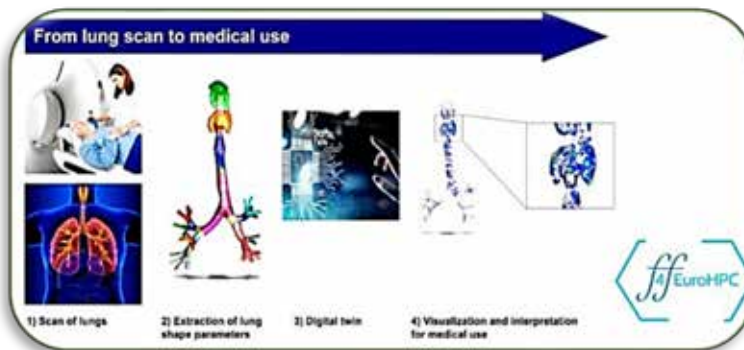 From lung scan to medical use
1) Scan of lungs
2) Extraction of lung
shape parameters
3) Digital twin
4) Visualization and interpretation
for medical use
ff4EuroHPC